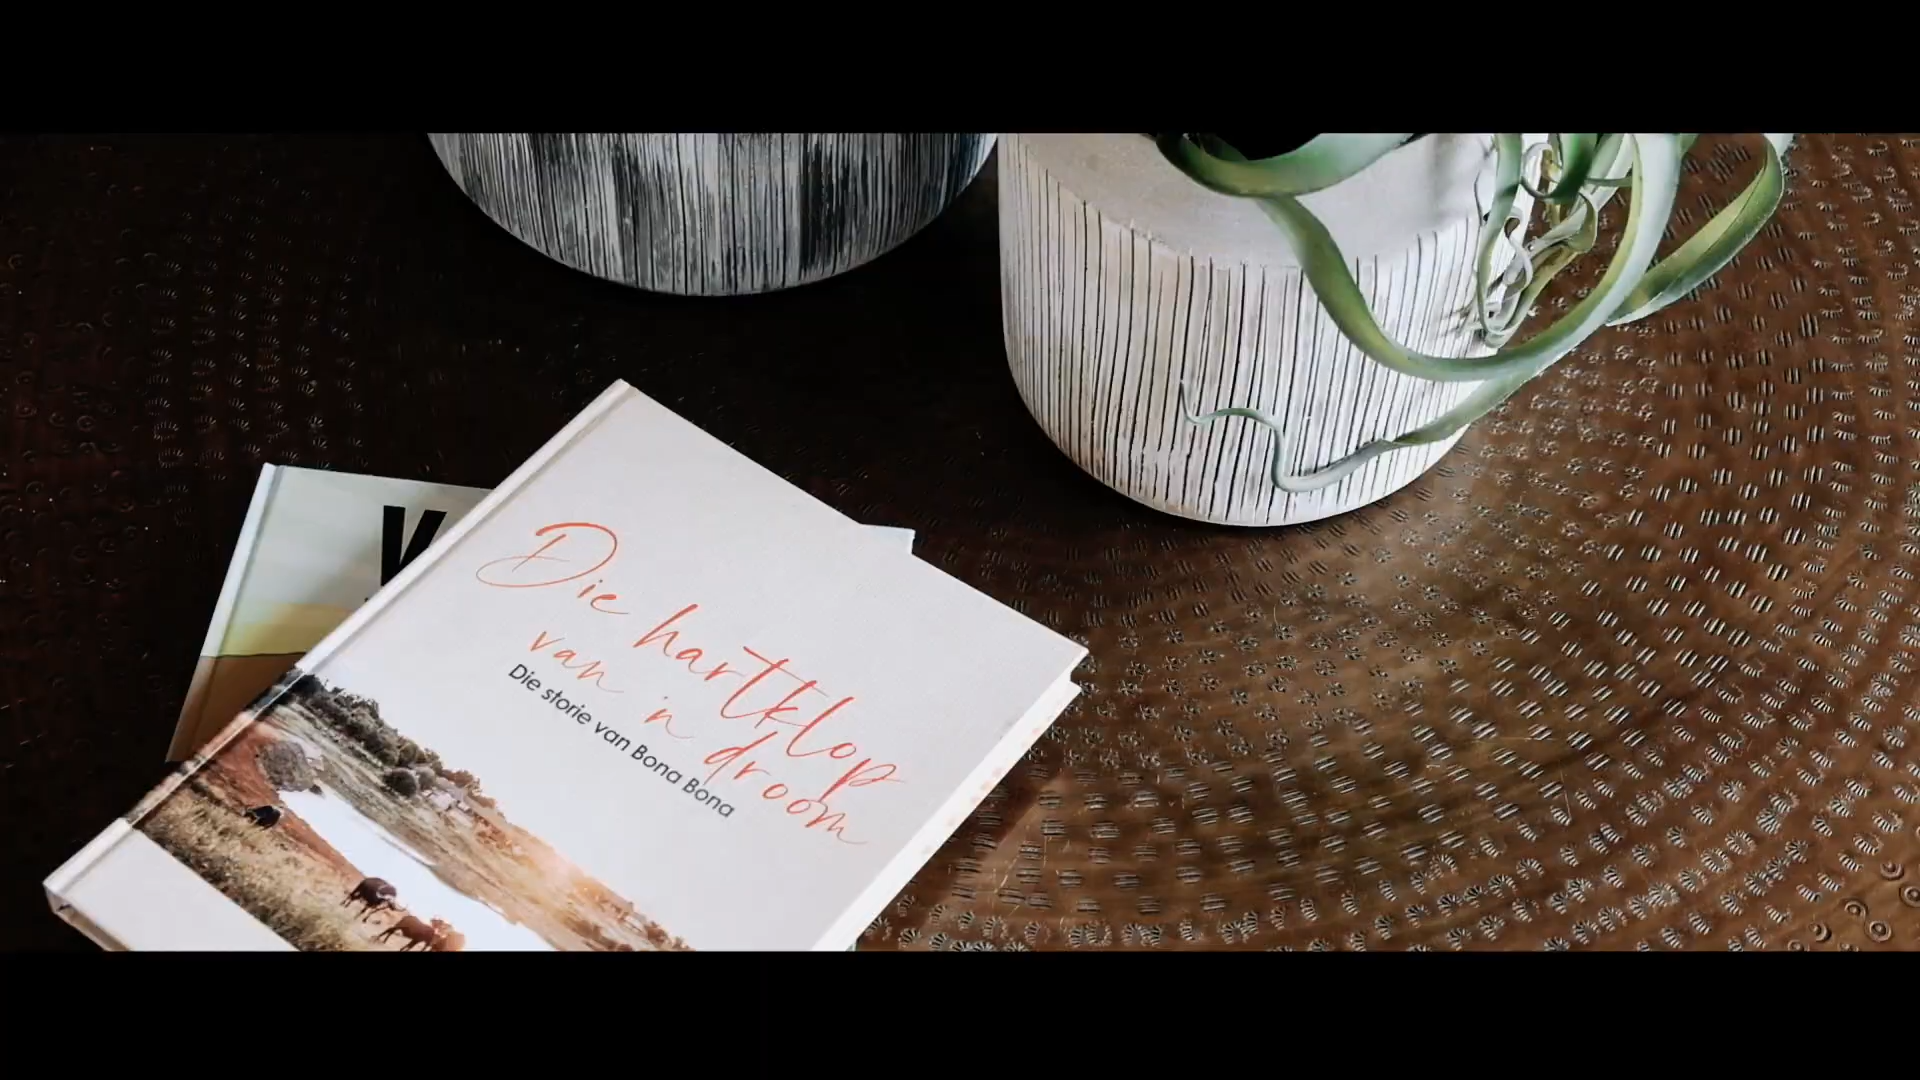 Die hartklop
van 'n droom
Die storie van Bona Bona